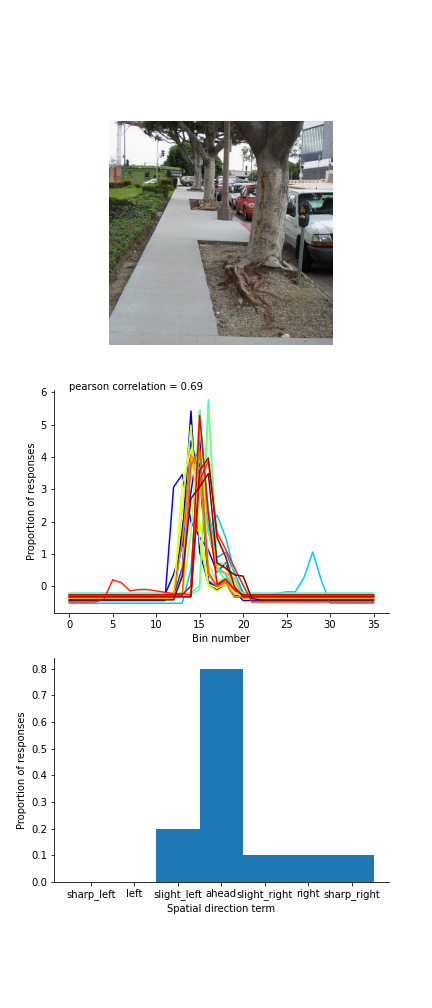 pearson correlation = 0.69
6
5
4
3
2
1
0
Proportion of responses
0 5 10 15 20 25 30 35
Bin number
0.8
0.7
0.6
0.5
0.4
0.3
0.2
0.1
0.0
Proportion of responses
sharp_left left slight_left ahead slight_right right sharp_right
Spatial direction term